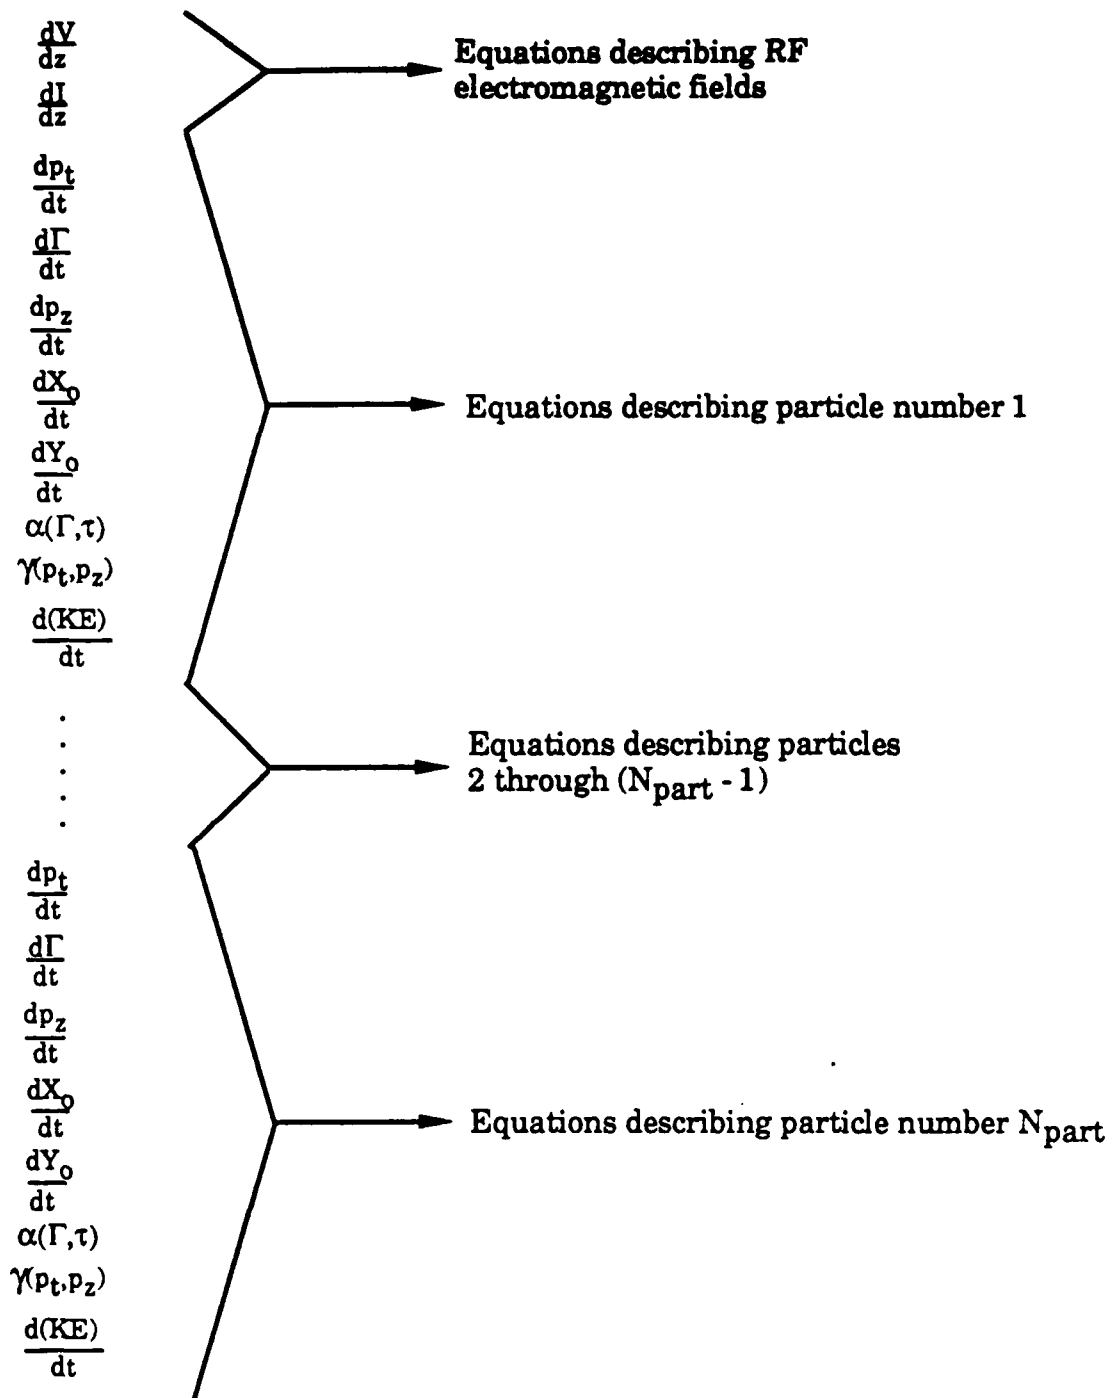 dV/dz
dI/dz
Equations describing RF
electromagnetic fields
dp_t/dt
dΓ/dt
dp_z/dt
dX_o/dt
dY_o/dt
α(Γ,τ)
γ(p_t,p_z)
d(KE)/dt
Equations describing particle number 1
.
.
.
.
.
Equations describing particles
2 through (N_part - 1)
dp_t/dt
dΓ/dt
dp_z/dt
dX_o/dt
dY_o/dt
α(Γ,τ)
γ(p_t,p_z)
d(KE)/dt
Equations describing particle number N_part